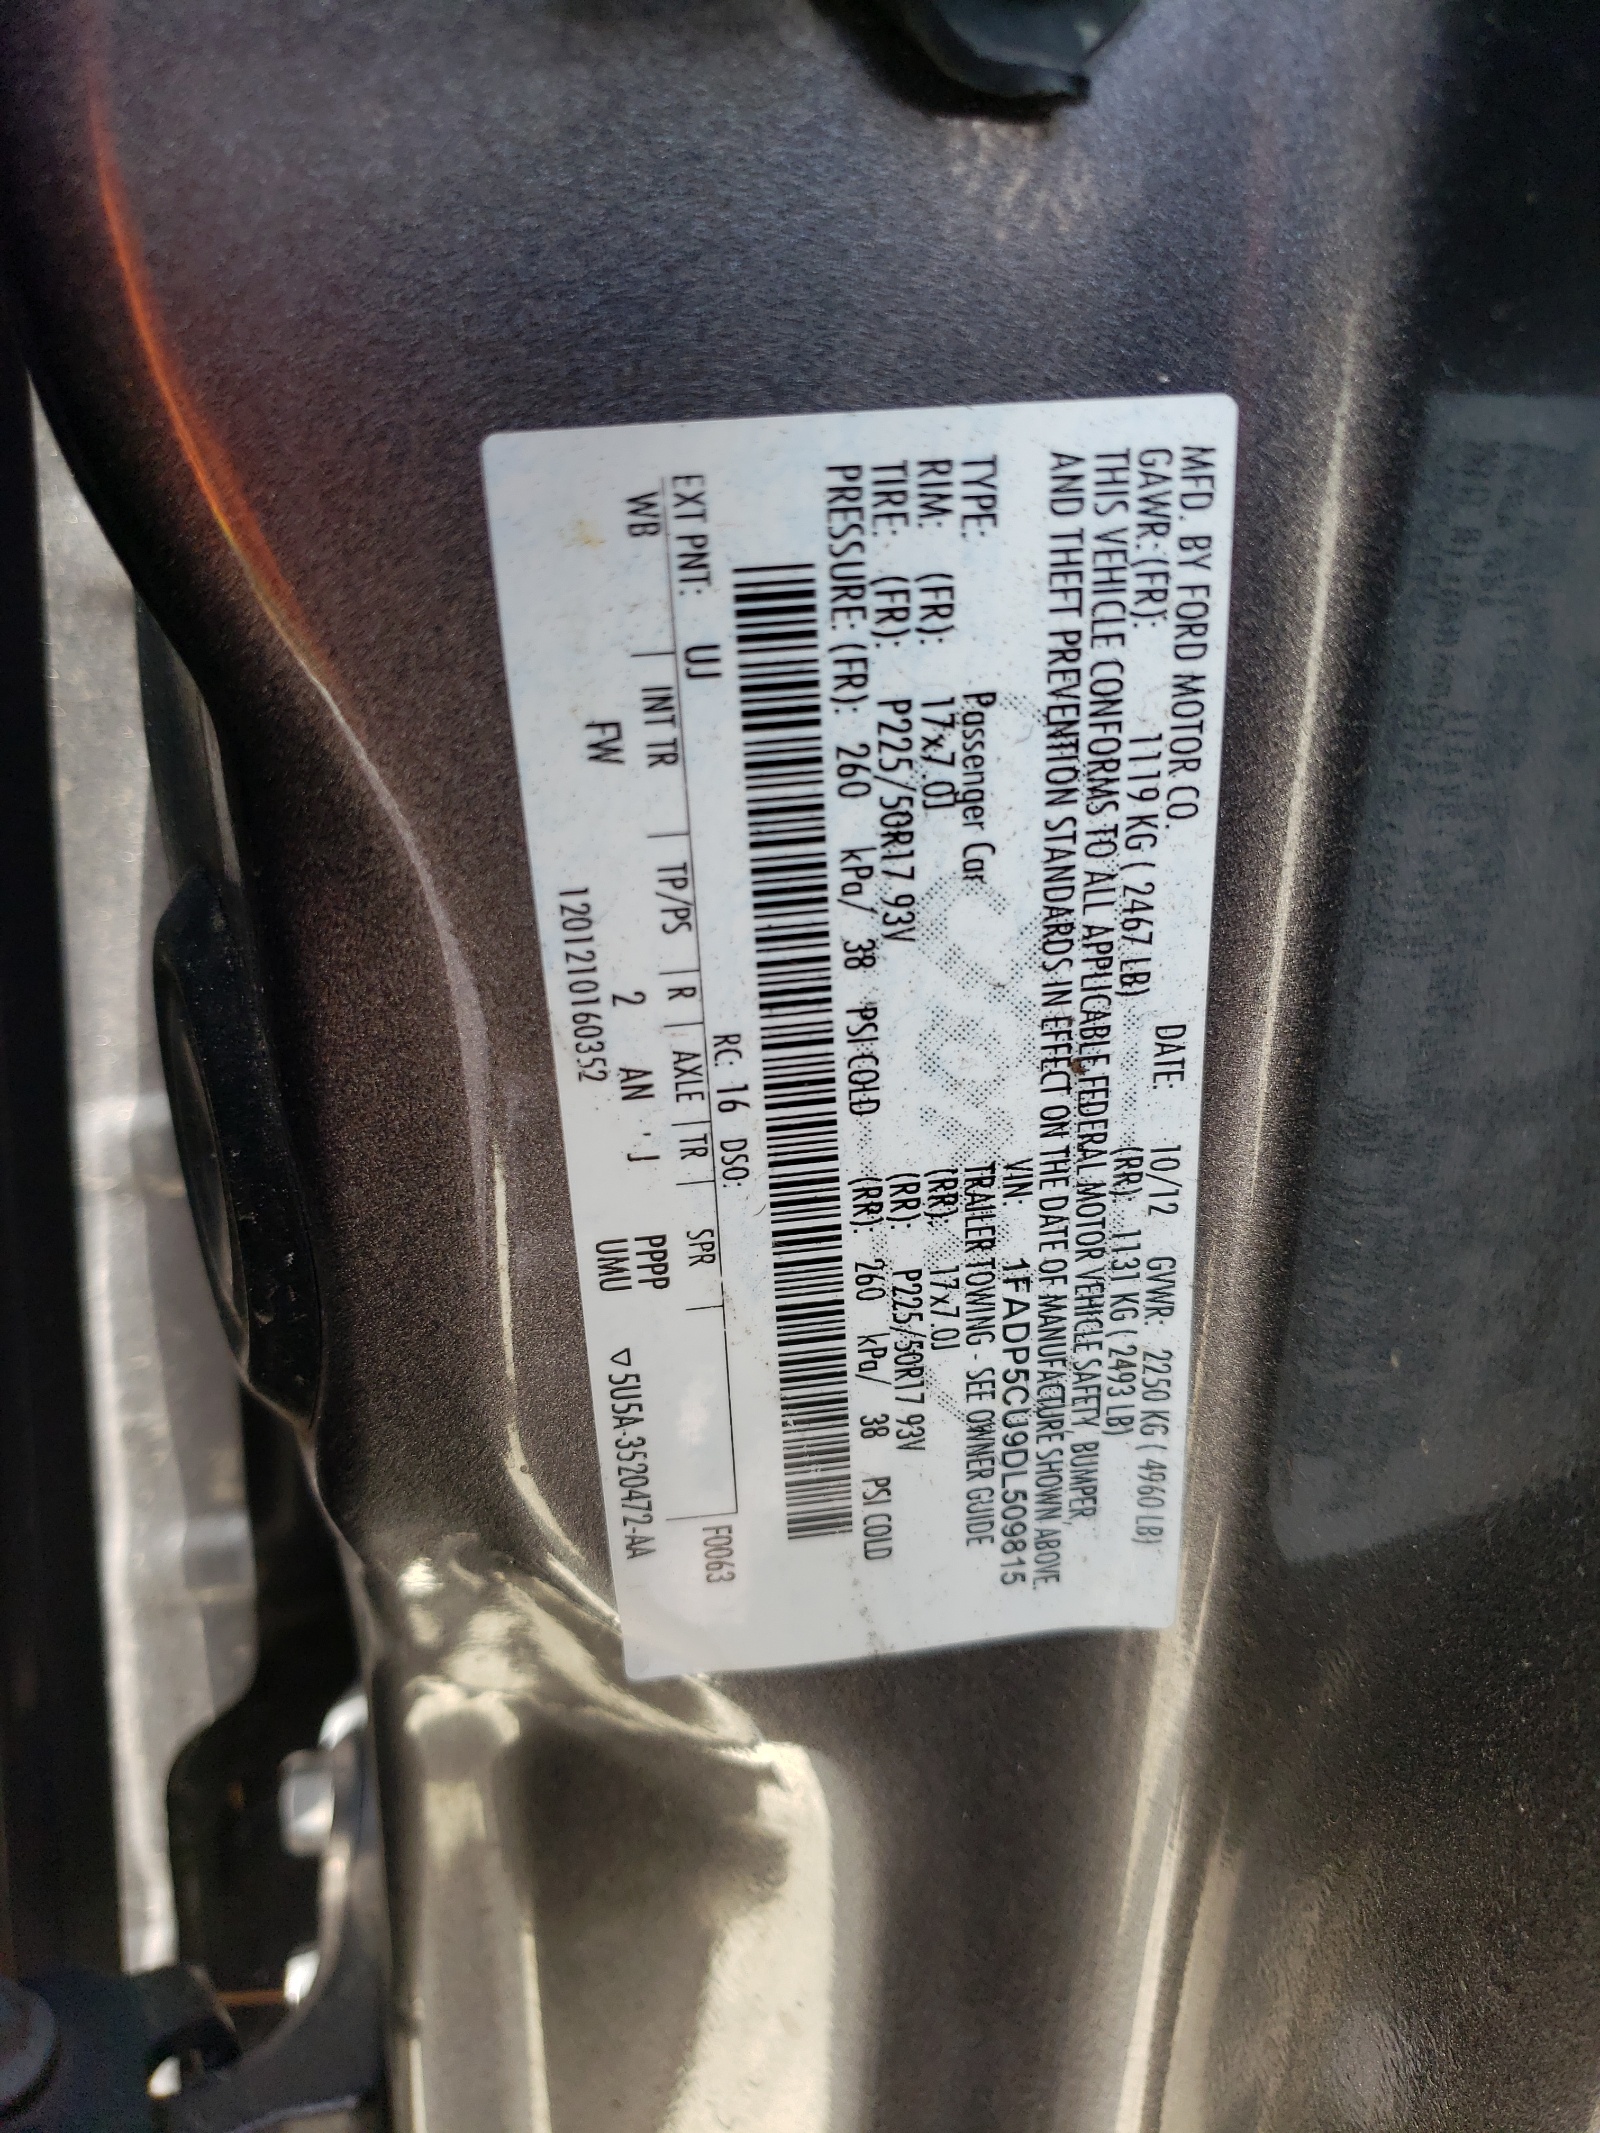 MFD. BY FORD MOTOR CO. DATE: 10/12 GVWR: 2250 KG ( 4960 LB)
GAWR: (FR): 1119 KG ( 2467 LB) (RR): 1131 KG ( 2493 LB)
THIS VEHICLE CONFORMS TO ALL APPLICABLE FEDERAL MOTOR VEHICLE SAFETY, BUMPER,
AND THEFT PREVENTION STANDARDS IN EFFECT ON THE DATE OF MANUFACTURE SHOWN ABOVE.
VIN: 1FADP5CU9DL509815
TYPE: Passenger Car TRAILER TOWING - SEE OWNER GUIDE
RIM: (FR): 17x7.0J (RR): 17x7.0J
TIRE: (FR): P225/50R17 93V (RR): P225/50R17 93V
PRESSURE: (FR): 260 kPa/ 38 PSI COLD (RR): 260 kPa/ 38 PSI COLD
F0063
EXT PNT: UJ RC: 16 DSO:
WB | INT TR | TP/PS | R | AXLE | TR | SPR |
FW 2 AN J PPPP
UMU
1201210160352 ▽5U5A-3520472-AA